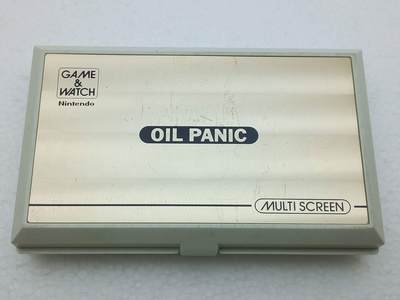 GAME
&
WATCH
Nintendo
OIL PANIC
MULTI SCREEN